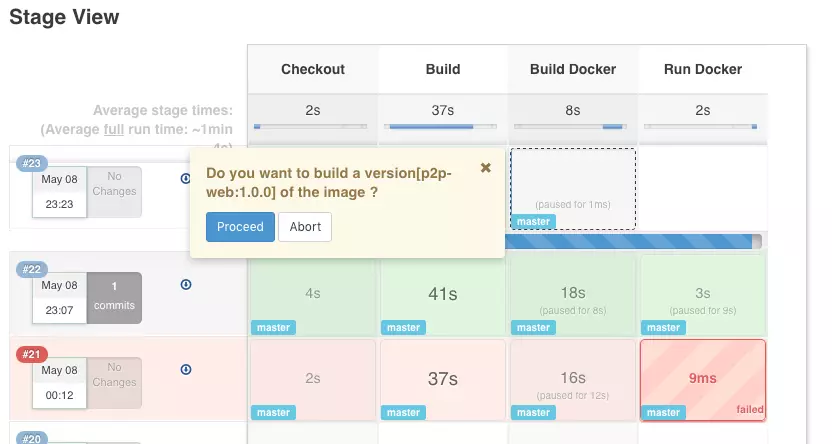 Stage View
Checkout Build Build Docker Run Docker
Average stage times: 2s 37s 8s 2s
(Average full run time: ~1min
4s)
#23
May 08 No Changes
23:23
Do you want to build a version[p2p-
web:1.0.0] of the image ?
Proceed Abort
(paused for 1ms)
master
#22
May 08 1
23:07 commits
4s 41s 18s 3s
(paused for 8s) (paused for 9s)
master master master master
#21
May 08 No Changes
00:12
2s 37s 16s 9ms
(paused for 12s)
master master master master failed
#20
No